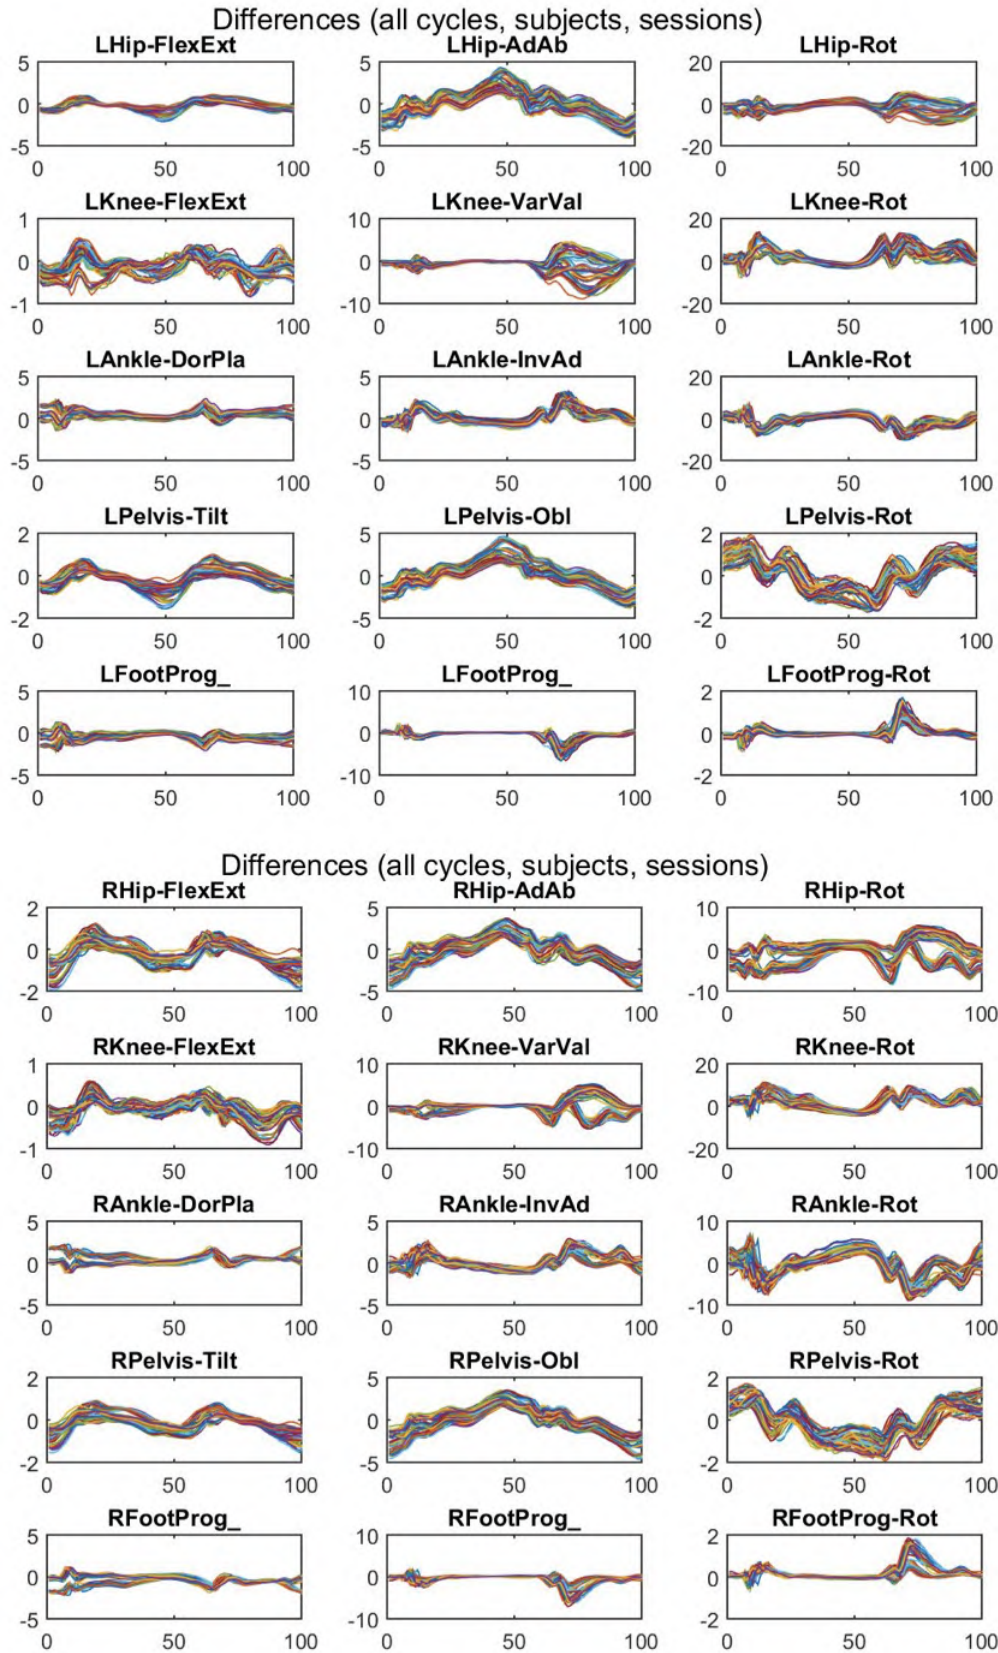 Differences (all cycles, subjects, sessions)
LHip-FlexExt LHip-AdAb LHip-Rot
5 5 20
0 0 0
-5 -5 -20
0 50 100 0 50 100 0 50 100
LKnee-FlexExt LKnee-VarVal LKnee-Rot
1 10 20
0 0 0
-1 -10 -20
0 50 100 0 50 100 0 50 100
LAnkle-DorPla LAnkle-InvAd LAnkle-Rot
5 5 20
0 0 0
-5 -5 -20
0 50 100 0 50 100 0 50 100
LPelvis-Tilt LPelvis-Obl LPelvis-Rot
2 5 2
0 0 0
-2 -5 -2
0 50 100 0 50 100 0 50 100
LFootProg_ LFootProg_ LFootProg-Rot
5 10 2
0 0 0
-5 -10 -2
0 50 100 0 50 100 0 50 100
Differences (all cycles, subjects, sessions)
RHip-FlexExt RHip-AdAb RHip-Rot
2 5 10
0 0 0
-2 -5 -10
0 50 100 0 50 100 0 50 100
RKnee-FlexExt RKnee-VarVal RKnee-Rot
1 10 20
0 0 0
-1 -10 -20
0 50 100 0 50 100 0 50 100
RAnkle-DorPla RAnkle-InvAd RAnkle-Rot
5 5 10
0 0 0
-5 -5 -10
0 50 100 0 50 100 0 50 100
RPelvis-Tilt RPelvis-Obl RPelvis-Rot
2 5 2
0 0 0
-2 -5 -2
0 50 100 0 50 100 0 50 100
RFootProg_ RFootProg_ RFootProg-Rot
5 10 2
0 0 0
-5 -10 -2
0 50 100 0 50 100 0 50 100